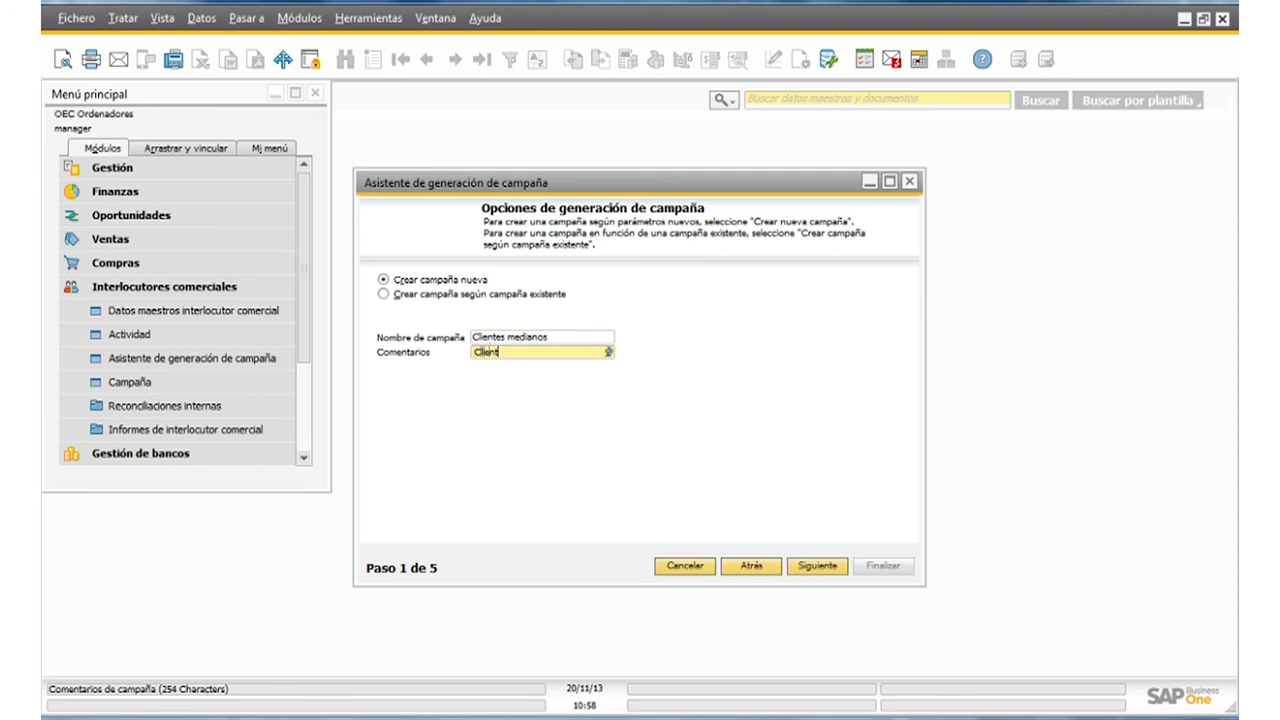 Fichero Tratar Vista Datos Pasar a Módulos Herramientas Ventana Ayuda
Menú principal
OEC Ordenadores
manager
Módulos Arrastrar y vincular Mi menú
Gestión
Finanzas
Oportunidades
Ventas
Compras
Interlocutores comerciales
Datos maestros interlocutor comercial
Actividad
Asistente de generación de campaña
Campaña
Reconciliaciones internas
Informes de interlocutor comercial
Gestión de bancos
Buscar datos maestros y documentos Buscar Buscar por plantilla
Asistente de generación de campaña
Opciones de generación de campaña
Para crear una campaña según parámetros nuevos, seleccione "Crear nueva campaña".
Para crear una campaña en función de una campaña existente, seleccione "Crear campaña
según campaña existente".
Crear campaña nueva
Crear campaña según campaña existente
Nombre de campaña Clientes medianos
Comentarios Client
Paso 1 de 5 Cancelar Atrás Siguiente Finalizar
Comentarios de campaña (254 Characters) 20/11/13
10:58
SAP Business One